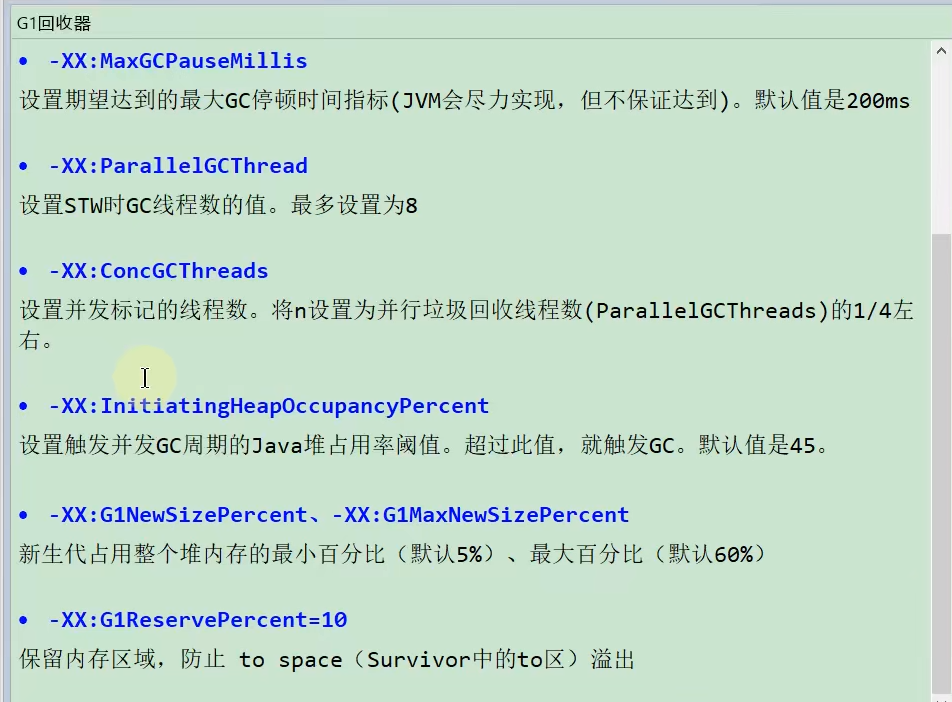 G1回收器
• -XX:MaxGCPauseMillis
设置期望达到的最大GC停顿时间指标(JVM会尽力实现，但不保证达到)。默认值是200ms
• -XX:ParallelGCThread
设置STW时GC线程数的值。最多设置为8
• -XX:ConcGCThreads
设置并发标记的线程数。将n设置为并行垃圾回收线程数(ParallelGCThreads)的1/4左
右。
• -XX:InitiatingHeapOccupancyPercent
设置触发并发GC周期的Java堆占用率阈值。超过此值，就触发GC。默认值是45。
• -XX:G1NewSizePercent、-XX:G1MaxNewSizePercent
新生代占用整个堆内存的最小百分比（默认5%）、最大百分比（默认60%）
• -XX:G1ReservePercent=10
保留内存区域，防止 to space（Survivor中的to区）溢出